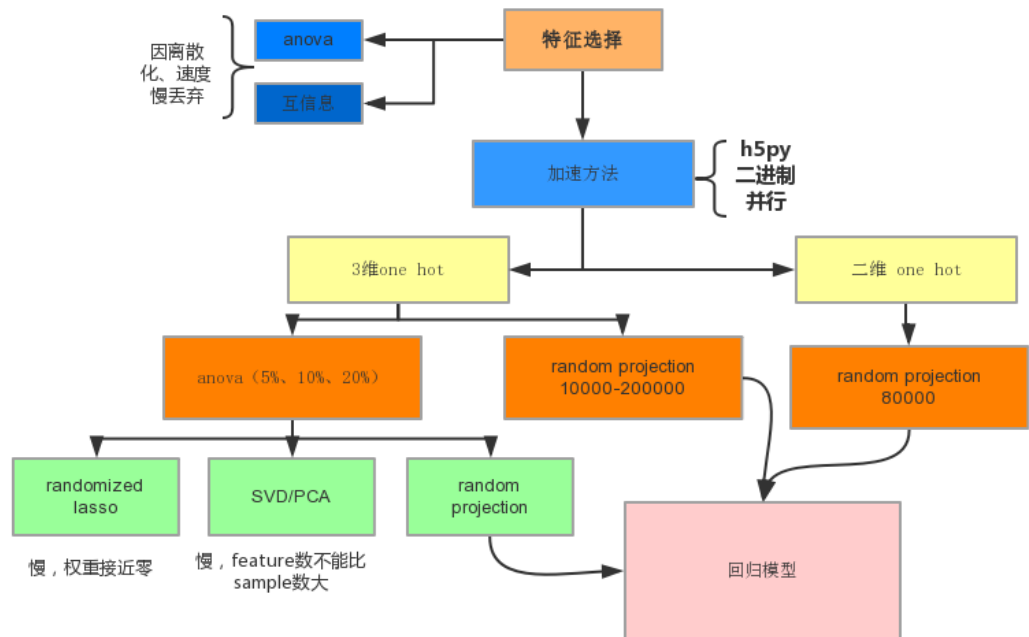 特征选择
anova
互信息
因离散
化、速度
慢丢弃
加速方法
h5py
二进制
并行
3维one hot
二维 one hot
anova（5%、10%、20%）
random projection
10000-200000
random projection
80000
randomized
lasso
SVD/PCA
random
projection
慢，权重接近零
慢，feature数不能比
sample数大
回归模型